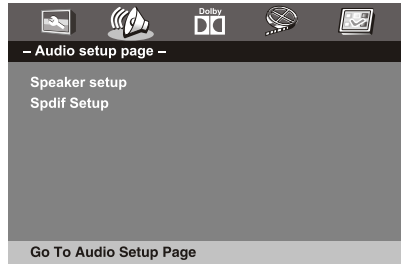 Dolby
– Audio setup page –
Speaker setup
Spdif Setup
Go To Audio Setup Page